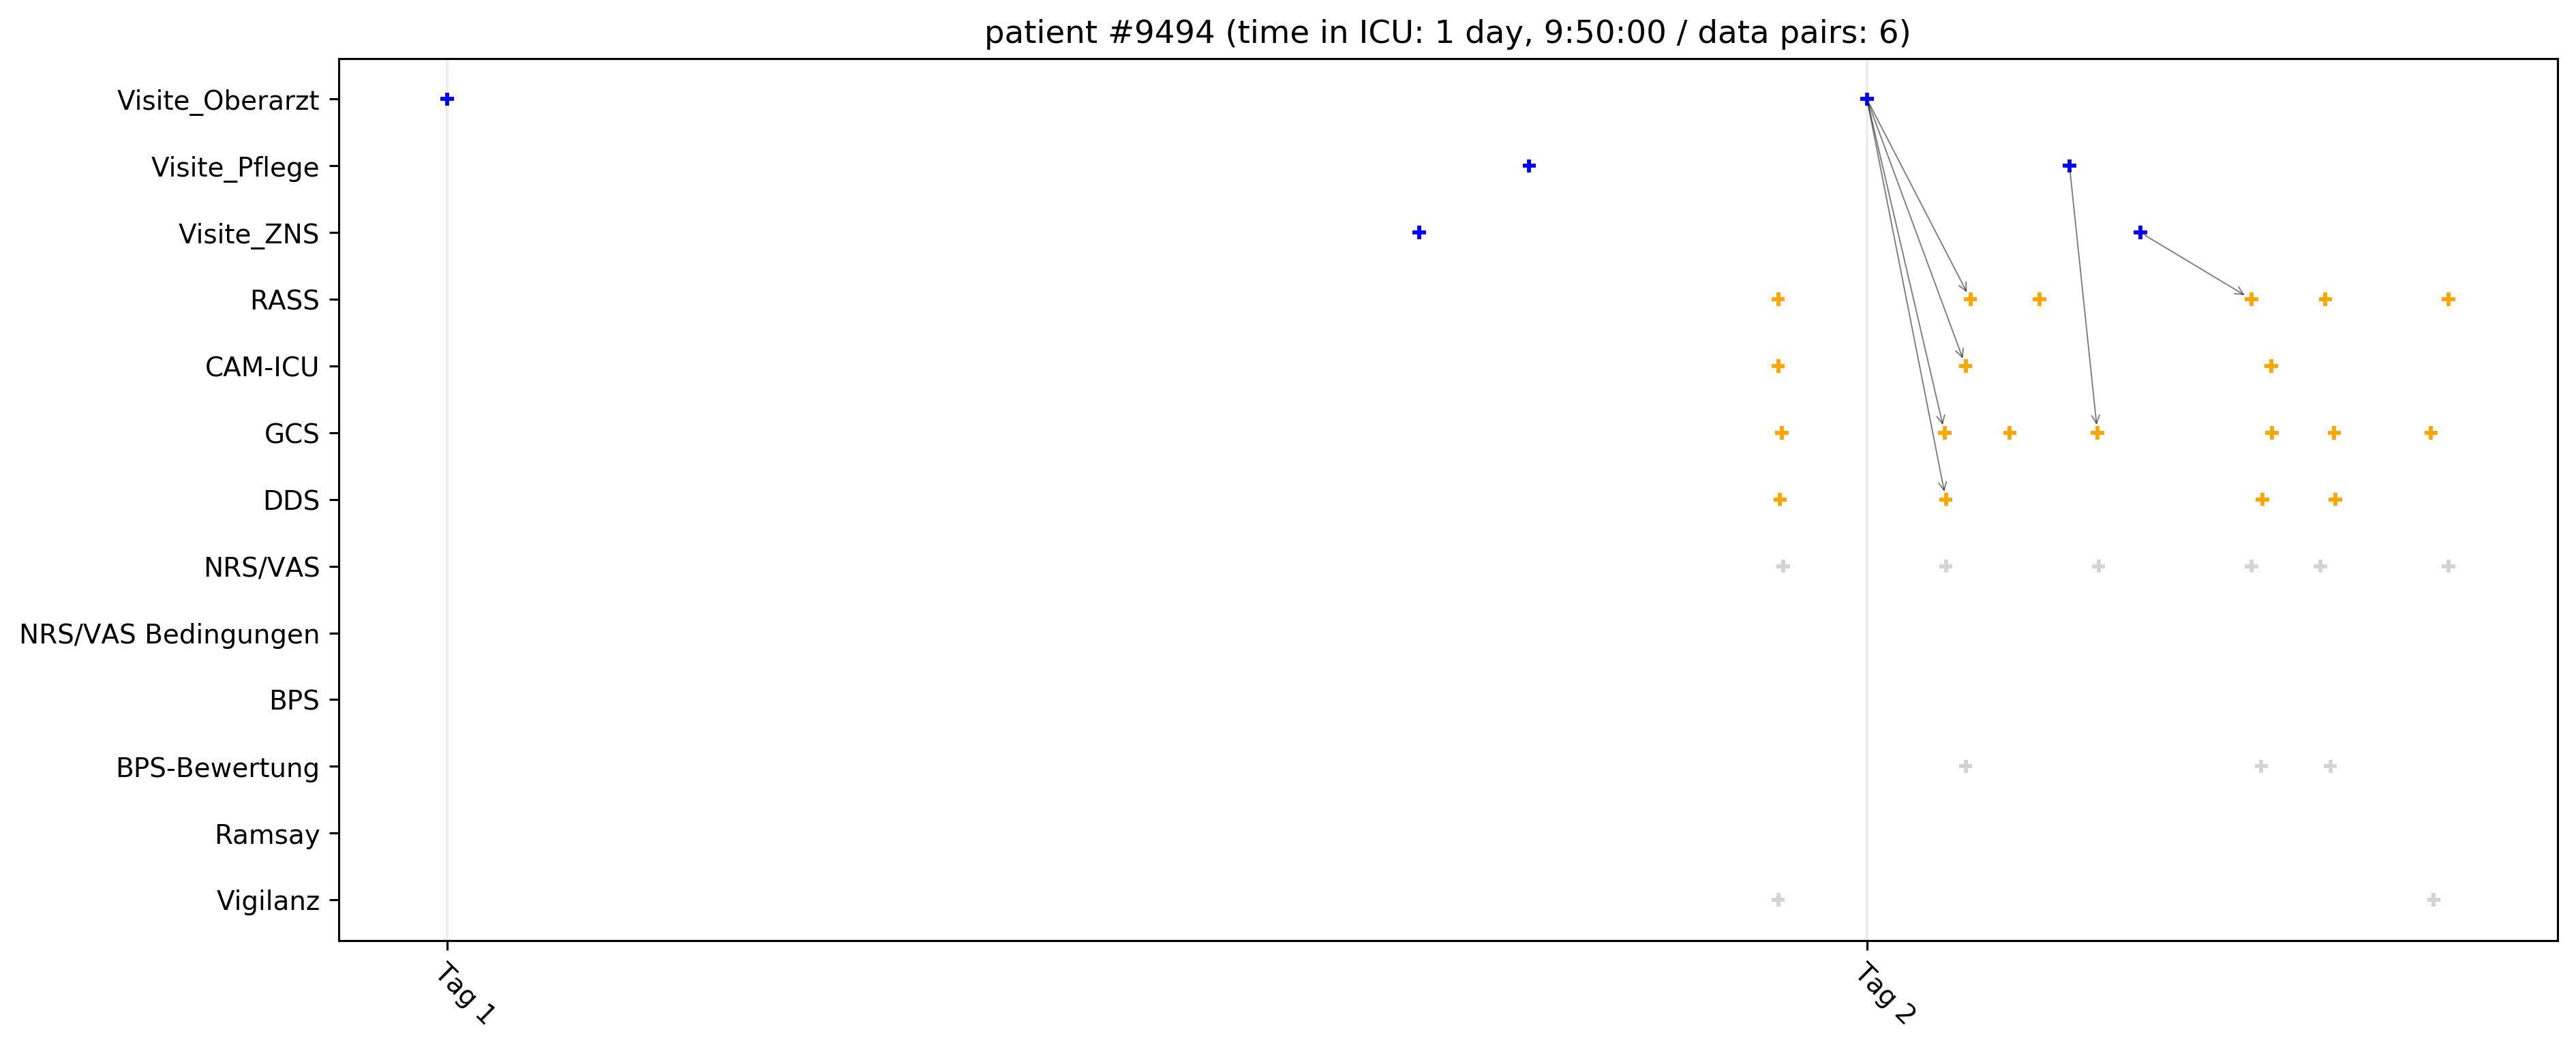 patient #9494 (time in ICU: 1 day, 9:50:00 / data pairs: 6)
Visite_Oberarzt
Visite_Pflege
Visite_ZNS
RASS
CAM-ICU
GCS
DDS
NRS/VAS
NRS/VAS Bedingungen
BPS
BPS-Bewertung
Ramsay
Vigilanz
Tag 1
Tag 2